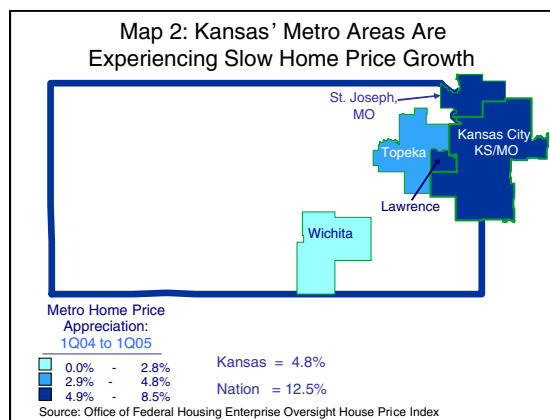 Map 2: Kansas’ Metro Areas Are
Experiencing Slow Home Price Growth
St. Joseph,
MO
Kansas City
KS/MO
Topeka
Lawrence
Wichita
Metro Home Price
Appreciation:
1Q04 to 1Q05
0.0% - 2.8%
2.9% - 4.8%
4.9% - 8.5%
Kansas = 4.8%
Nation = 12.5%
Source: Office of Federal Housing Enterprise Oversight House Price Index